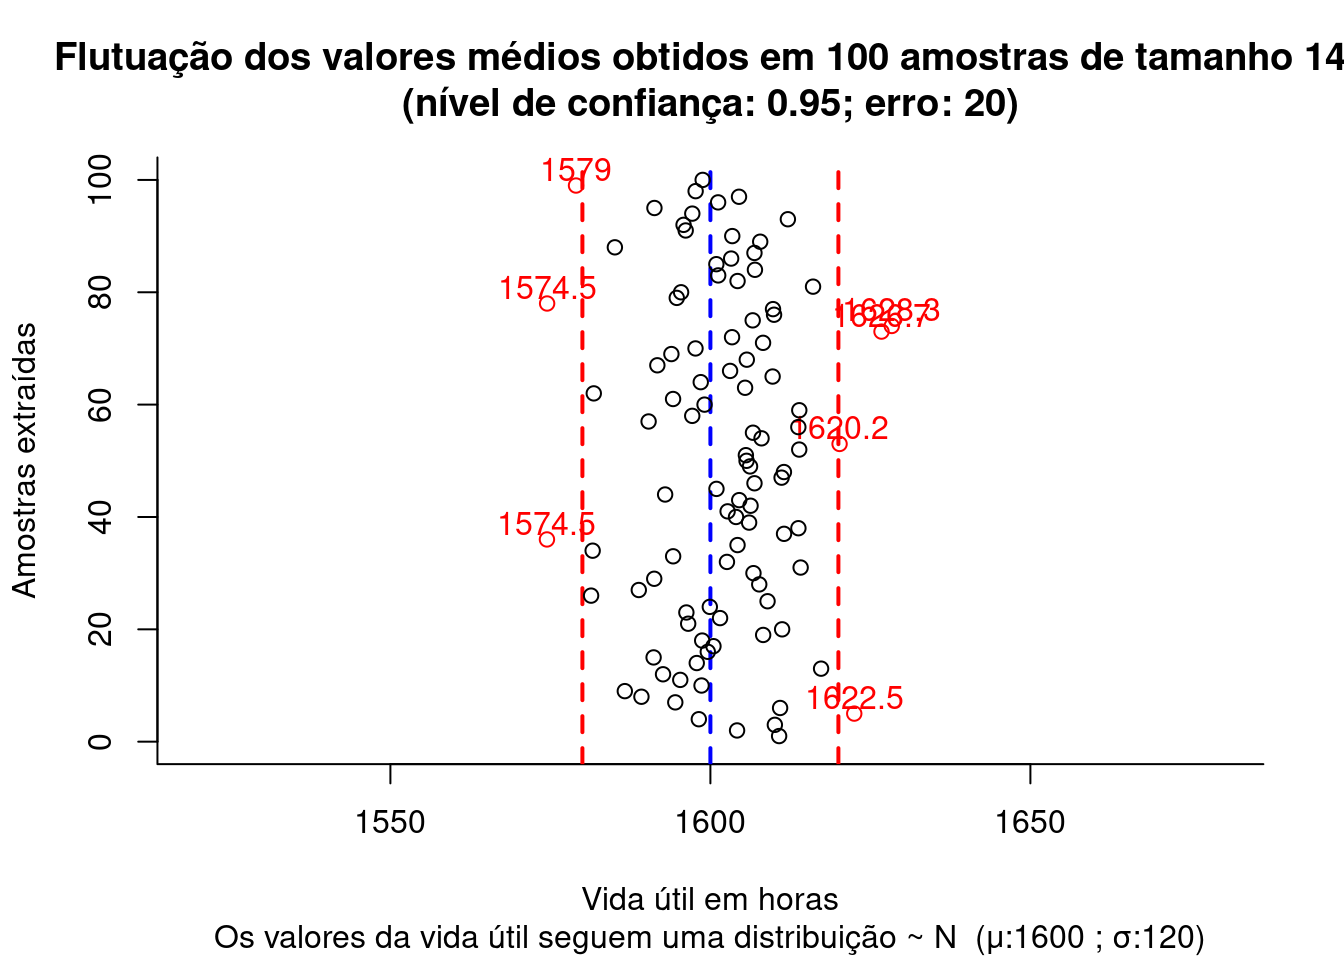 Flutuação dos valores médios obtidos em 100 amostras de tamanho 14
(nível de confiança: 0.95; erro: 20)
100
80
60
40
20
0
Amostras extraídas
1579
1574.5
1628.3
1626.7
1620.2
1574.5
1622.5
1550 1600 1650
Vida útil em horas
Os valores da vida útil seguem uma distribuição ~ N (μ:1600 ; σ:120)